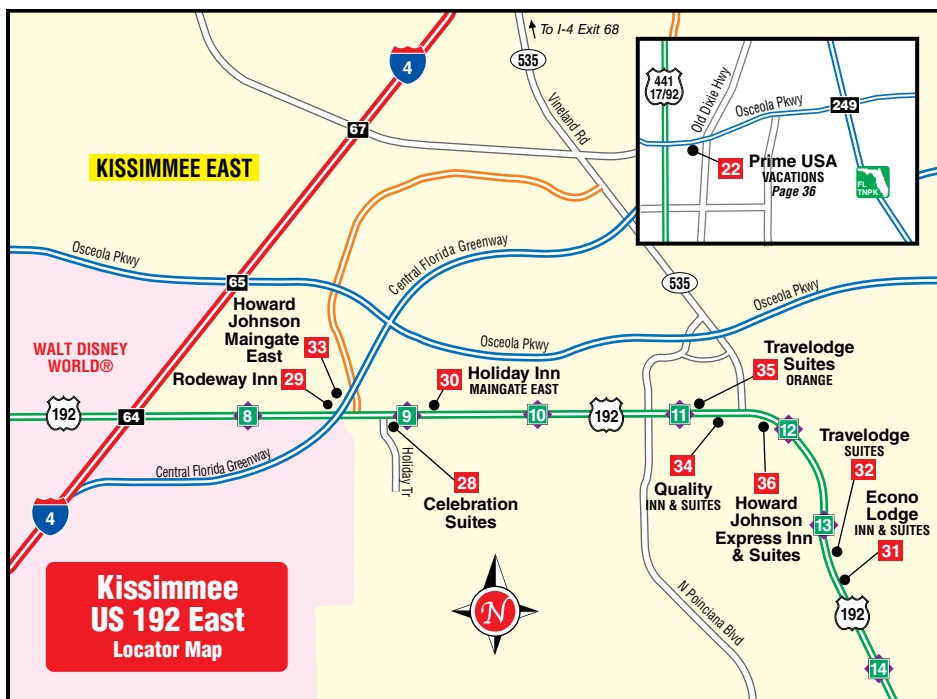 To I-4 Exit 68
535
4
Vineland Rd
67
KISSIMMEE EAST
441
17/92
Old Dixie Hwy
Osceola Pkwy
249
22
Prime USA
VACATIONS
Page 36
FL
TNPK
Osceola Pkwy
65
Central Florida Greenway
535
Osceola Pkwy
Howard
Johnson
Maingate
East
33
WALT DISNEY
WORLD®
Rodeway Inn
29
Osceola Pkwy
30
Holiday Inn
MAINGATE EAST
35
Travelodge
Suites
ORANGE
192
64
8
9
10
192
11
12
Central Florida Greenway
Holiday Tr
28
Celebration
Suites
34
Quality
INN & SUITES
36
Howard
Johnson
Express Inn
& Suites
Travelodge
SUITES
32
13
Econo
Lodge
INN & SUITES
31
4
Kissimmee
US 192 East
Locator Map
N
N Poinciana Blvd
192
14